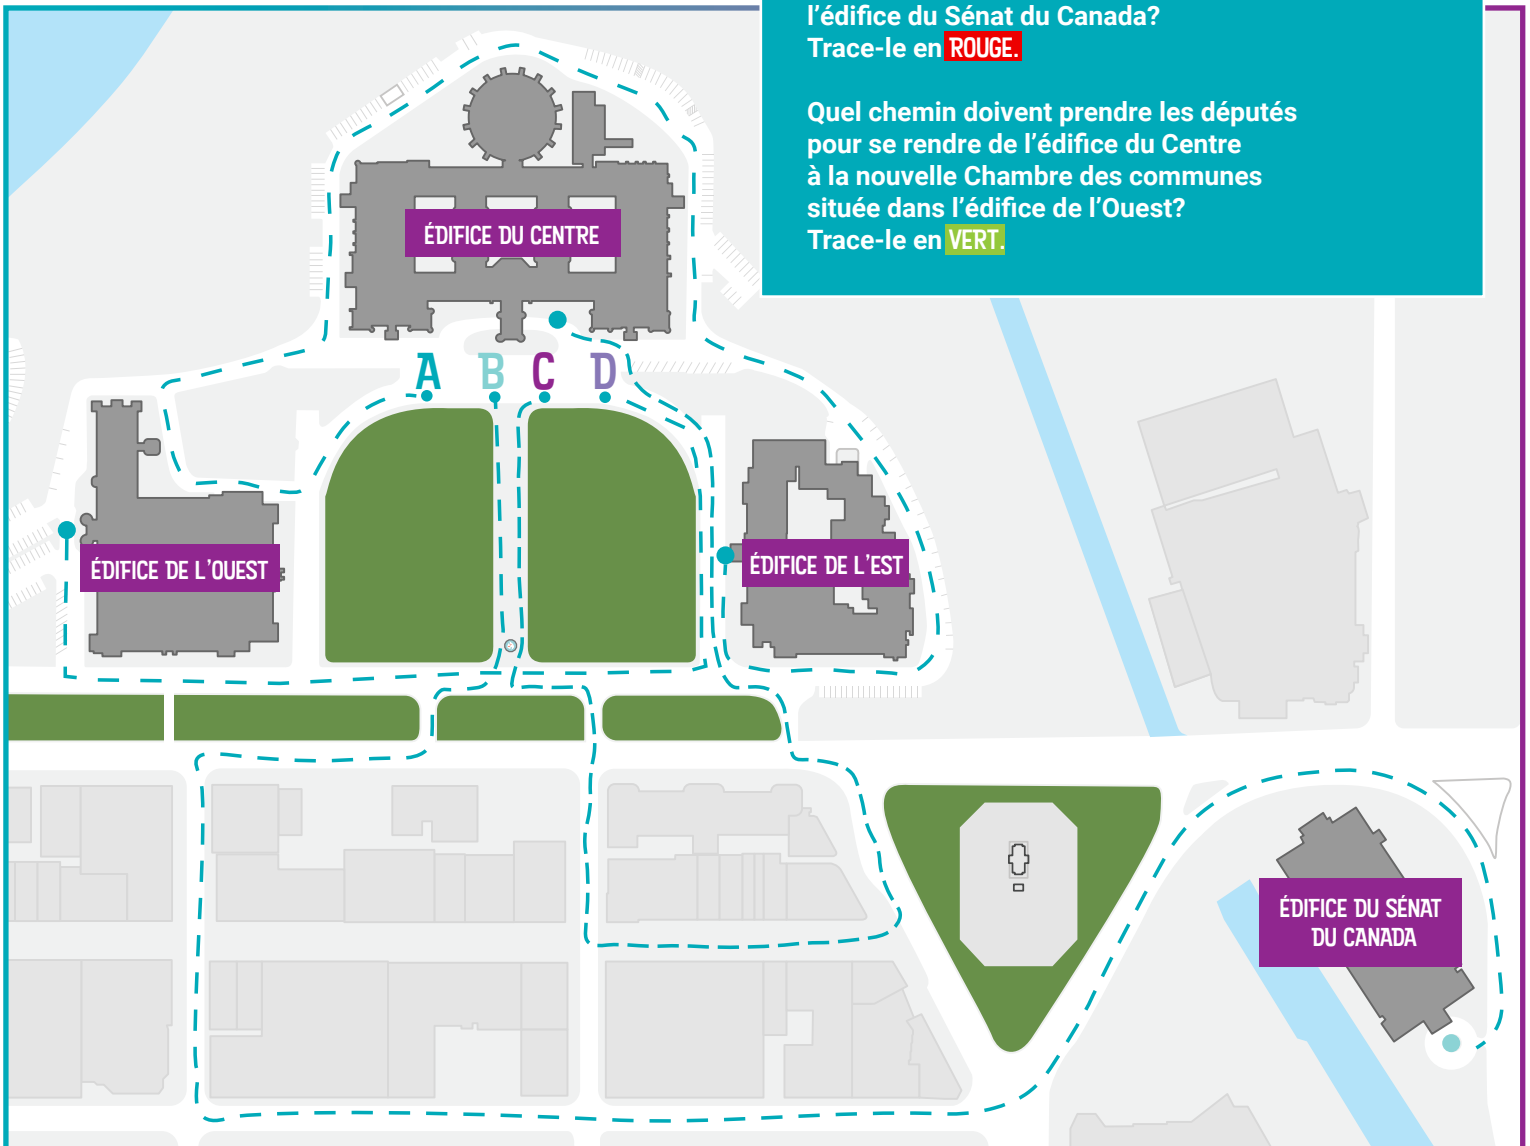 l’édifice du Sénat du Canada?
Trace-le en ROUGE.
Quel chemin doivent prendre les députés
pour se rendre de l’édifice du Centre
à la nouvelle Chambre des communes
située dans l’édifice de l’Ouest?
Trace-le en VERT.
ÉDIFICE DU CENTRE
A B C D
ÉDIFICE DE L’OUEST
ÉDIFICE DE L’EST
ÉDIFICE DU SÉNAT
DU CANADA